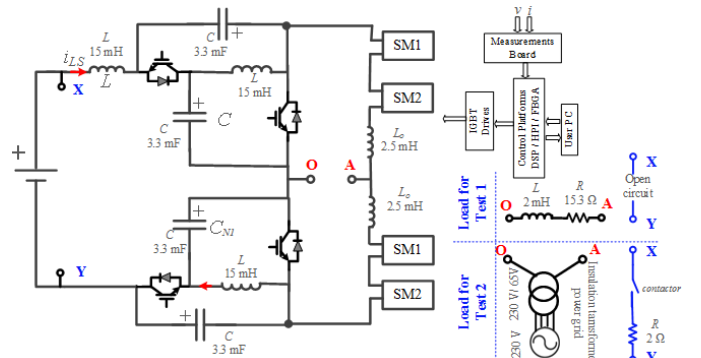 C
3.3 mF
+
L
15 mH
i_LS
L
X
L
15 mH
+
C
C
3.3 mF
+
O
A
SM1
SM2
L_o
2.5 mH
L_o
2.5 mH
SM1
SM2
+
C_N1
C
3.3 mF
L
15 mH
Y
+
C
3.3 mF
v i
Measurements
Board
IGBT
Drives
Control Platforms
DSP / HPI / FBGA
User PC
Load for
Test 1
O
L
2 mH
R
15.3 Ω
A
X
Open
circuit
Y
Load for
Test 2
O
A
230 V/ 65V
230 V
Insulation transforme
power grid
X
contactor
R
2 Ω
Y